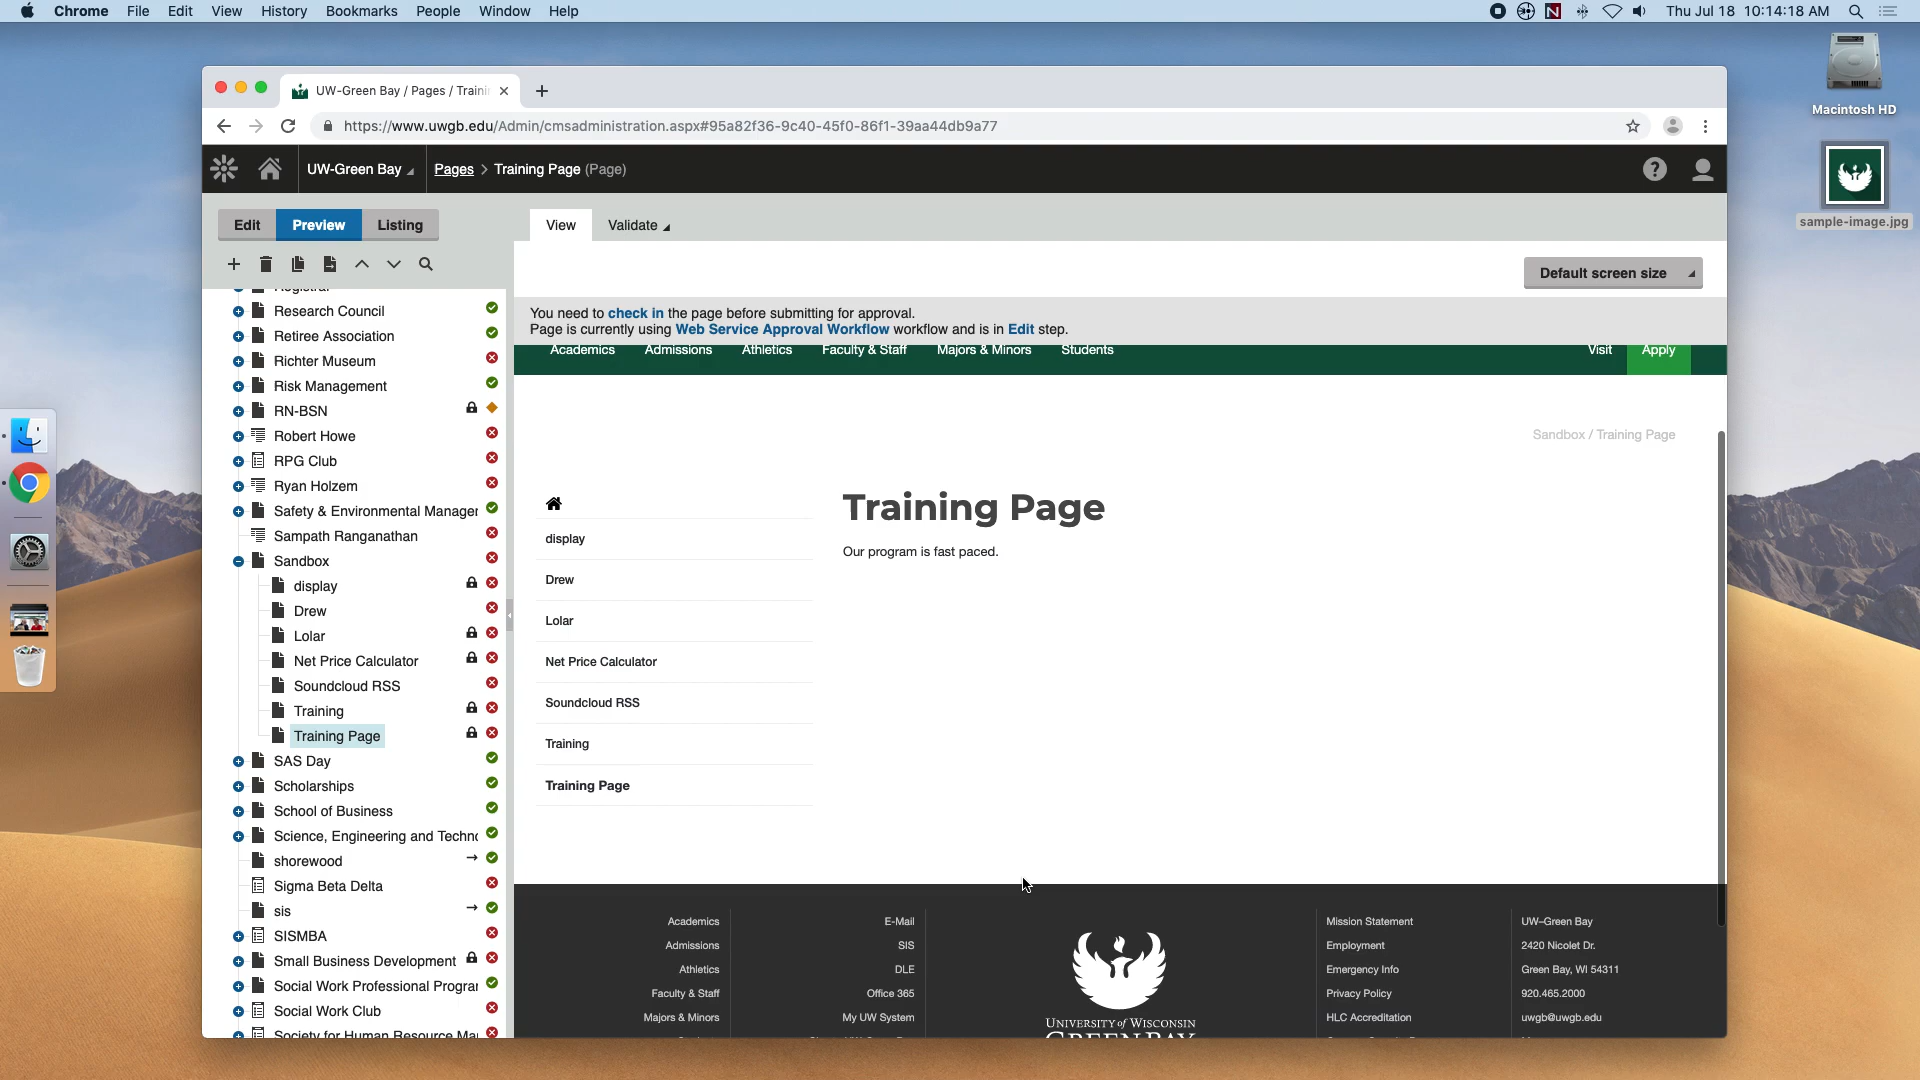 Chrome File Edit View History Bookmarks People Window Help
Thu Jul 18 10:14:18 AM
Macintosh HD
sample-image.jpg
UW-Green Bay / Pages / Traini
https://www.uwgb.edu/Admin/cmsadministration.aspx#95a82f36-9c40-45f0-86f1-39aa44db9a77
UW-Green Bay
Pages > Training Page (Page)
Edit Preview Listing
View Validate
Default screen size
You need to check in the page before submitting for approval.
Page is currently using Web Service Approval Workflow workflow and is in Edit step.
Registrar
Research Council
Retiree Association
Richter Museum
Risk Management
RN-BSN
Robert Howe
RPG Club
Ryan Holzem
Safety & Environmental Manager
Sampath Ranganathan
Sandbox
display
Drew
Lolar
Net Price Calculator
Soundcloud RSS
Training
Training Page
SAS Day
Scholarships
School of Business
Science, Engineering and Techno
shorewood
Sigma Beta Delta
sis
SISMBA
Small Business Development
Social Work Professional Program
Social Work Club
Society for Human Resource Ma
Academics Admissions Athletics Faculty & Staff Majors & Minors Students Visit Apply
Sandbox / Training Page
display
Drew
Lolar
Net Price Calculator
Soundcloud RSS
Training
Training Page
Training Page
Our program is fast paced.
Academics
Admissions
Athletics
Faculty & Staff
Majors & Minors
E-Mail
SIS
DLE
Office 365
My UW System
UNIVERSITY of WISCONSIN
GREEN BAY
Mission Statement
Employment
Emergency Info
Privacy Policy
HLC Accreditation
UW-Green Bay
2420 Nicolet Dr.
Green Bay, WI 54311
920.465.2000
uwgb@uwgb.edu